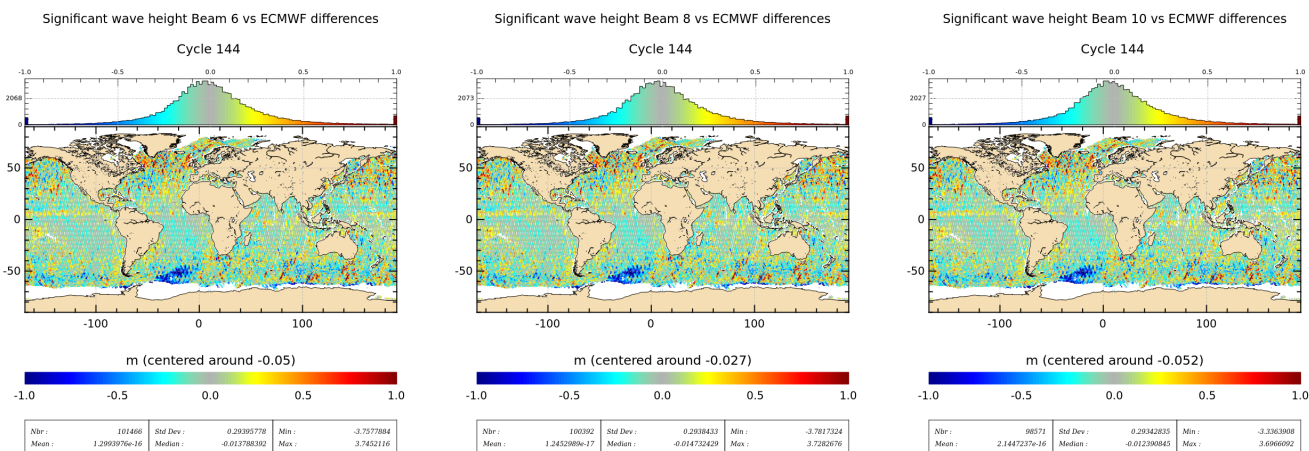 Significant wave height Beam 6 vs ECMWF differences
Cycle 144
-1.0 -0.5 0.0 0.5 1.0
2068
0
50
0
-50
-100 0 100
m (centered around -0.05)
-1.0 -0.5 0.0 0.5 1.0
Nbr : 101466 Std Dev : 0.29395778 Min : -3.7577884
Mean : 1.2993976e-16 Median : -0.013788392 Max : 3.7452116
Significant wave height Beam 8 vs ECMWF differences
Cycle 144
-1.0 -0.5 0.0 0.5 1.0
2073
0
50
0
-50
-100 0 100
m (centered around -0.027)
-1.0 -0.5 0.0 0.5 1.0
Nbr : 100392 Std Dev : 0.2938433 Min : -3.7817324
Mean : 1.2452989e-17 Median : -0.014732429 Max : 3.7282676
Significant wave height Beam 10 vs ECMWF differences
Cycle 144
-1.0 -0.5 0.0 0.5 1.0
2027
0
50
0
-50
-100 0 100
m (centered around -0.052)
-1.0 -0.5 0.0 0.5 1.0
Nbr : 98571 Std Dev : 0.29342835 Min : -3.3363908
Mean : 2.1447237e-16 Median : -0.012390845 Max : 3.6966092